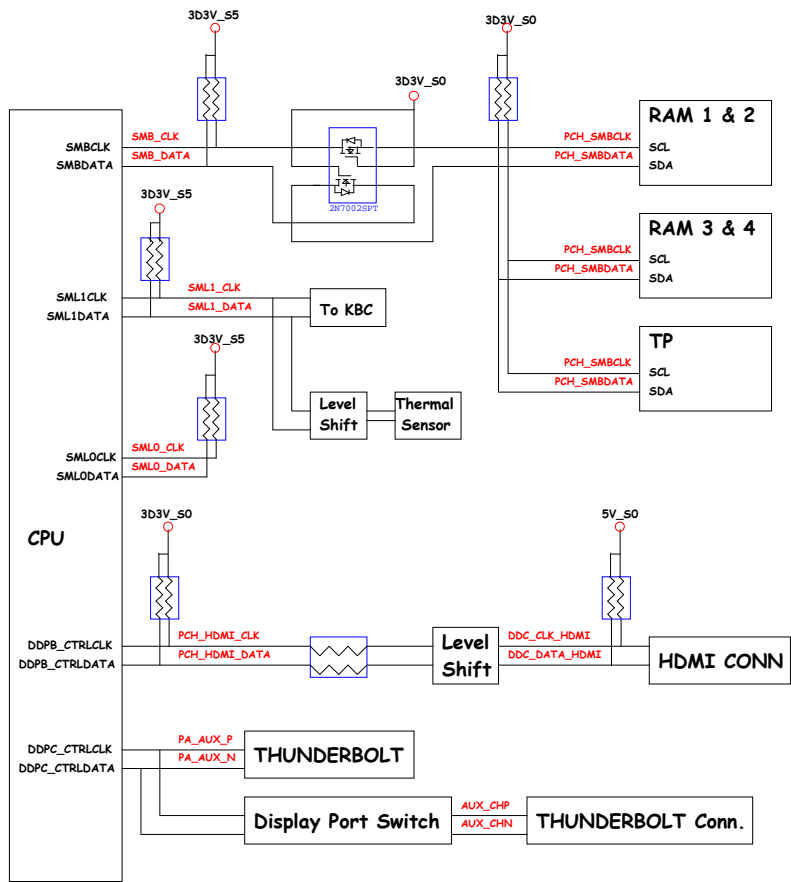 3D3V_S5
3D3V_S0
3D3V_S0
RAM 1 & 2
SMBCLK
SMB_CLK
PCH_SMBCLK
SCL
SMBDATA
SMB_DATA
PCH_SMBDATA
SDA
2N7002SPT
3D3V_S5
RAM 3 & 4
PCH_SMBCLK
SCL
PCH_SMBDATA
SDA
SML1CLK
SML1_CLK
SML1DATA
SML1_DATA
To KBC
3D3V_S5
TP
PCH_SMBCLK
SCL
PCH_SMBDATA
SDA
Level
Shift
Thermal
Sensor
SML0CLK
SML0_CLK
SML0DATA
SML0_DATA
CPU
3D3V_S0
5V_S0
DDPB_CTRLCLK
PCH_HDMI_CLK
DDPB_CTRLDATA
PCH_HDMI_DATA
Level
Shift
DDC_CLK_HDMI
DDC_DATA_HDMI
HDMI CONN
DDPC_CTRLCLK
PA_AUX_P
DDPC_CTRLDATA
PA_AUX_N
THUNDERBOLT
Display Port Switch
AUX_CHP
AUX_CHN
THUNDERBOLT Conn.